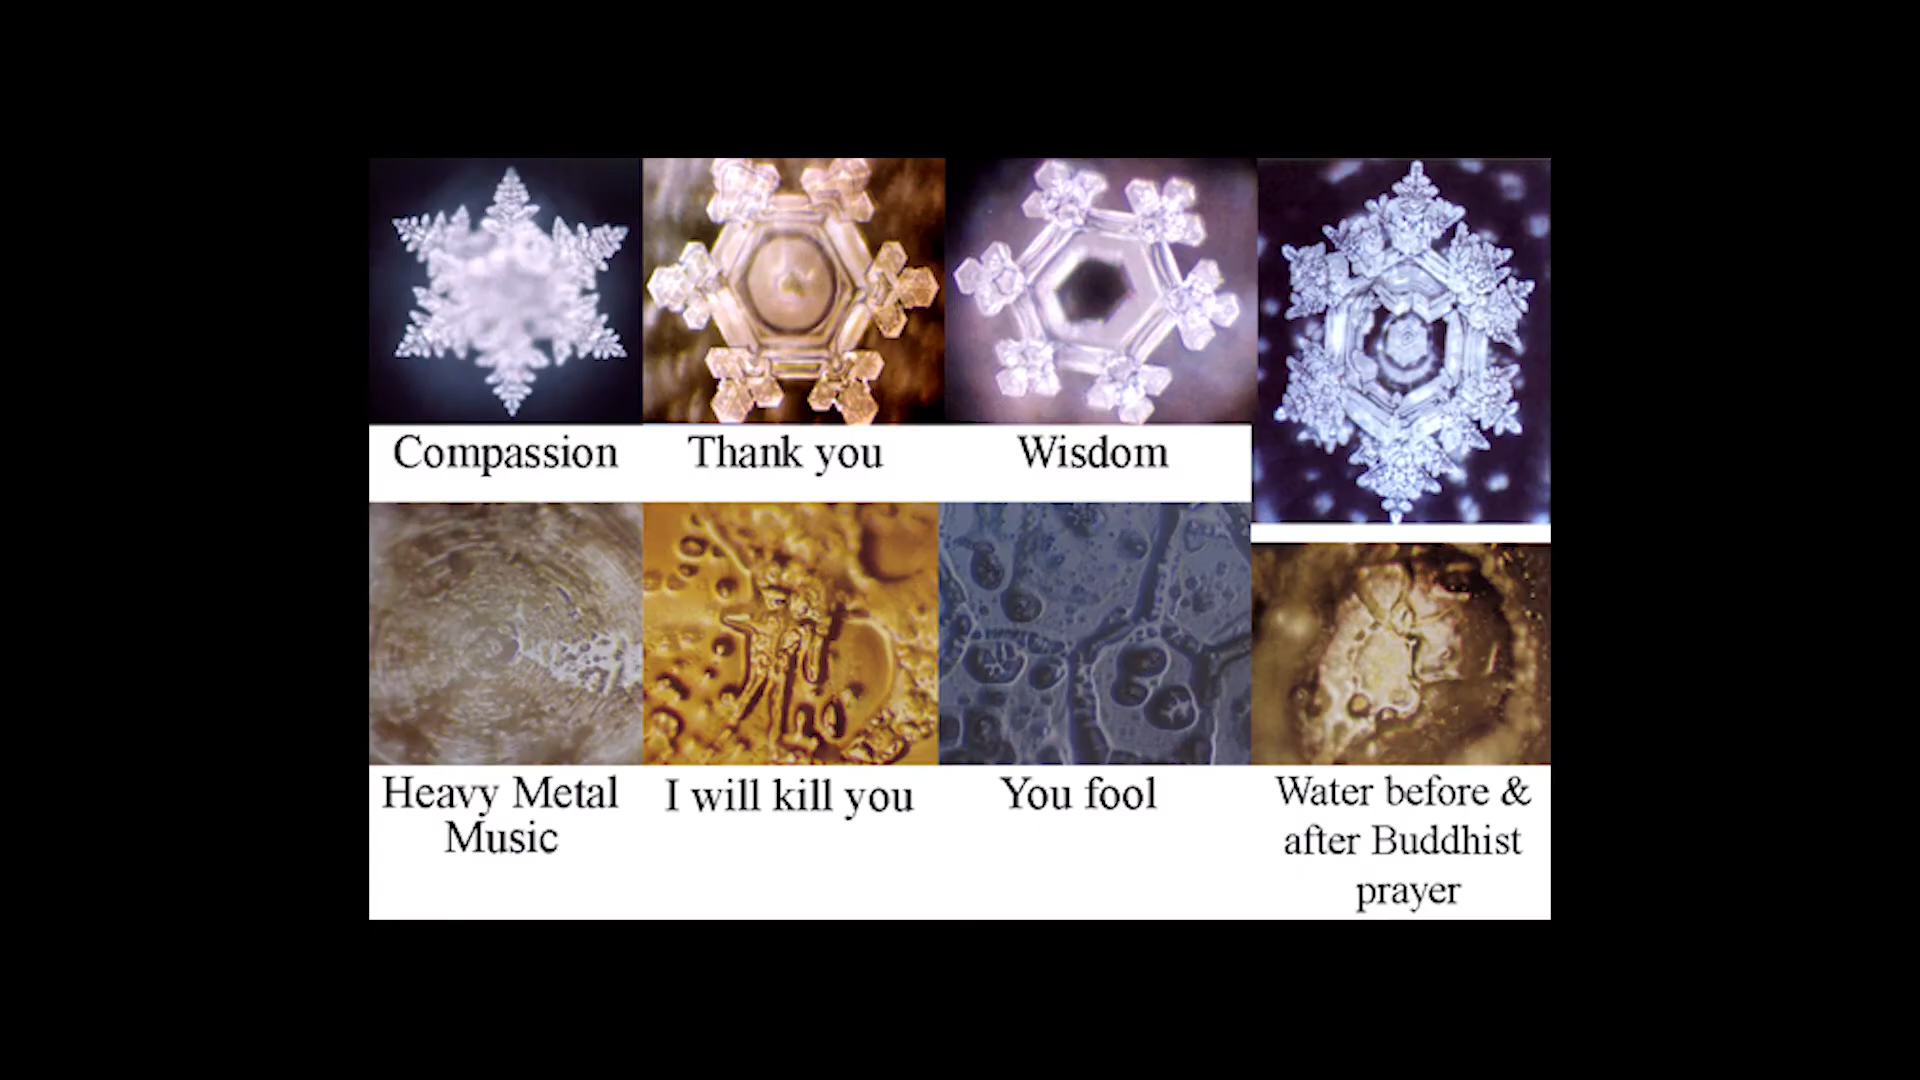 Compassion
Thank you
Wisdom
Heavy Metal
Music
I will kill you
You fool
Water before &
after Buddhist
prayer